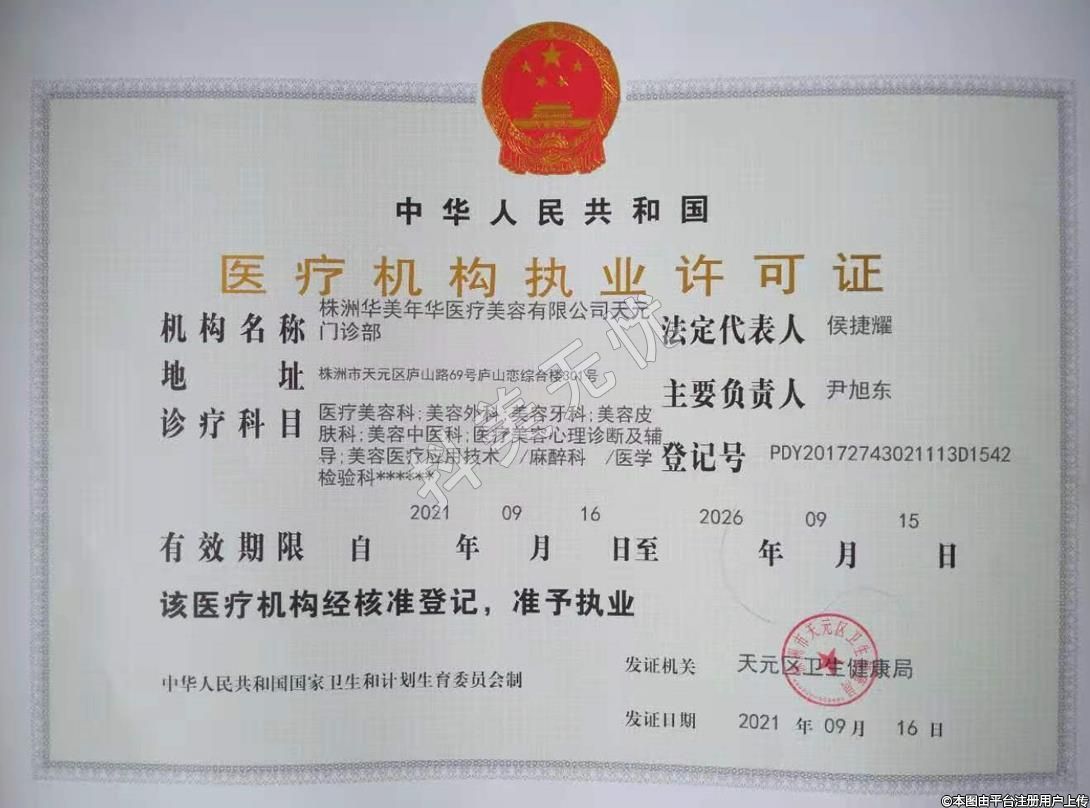 中华人民共和国
医疗机构执业许可证
机构名称 株洲华美年华医疗美容有限公司天元门诊部
法定代表人 侯捷耀
地址 株洲市天元区庐山路69号庐山恋综合楼301号
主要负责人 尹旭东
诊疗科目 医疗美容科;美容外科;美容牙科;美容皮
肤科;美容中医科;医疗美容心理诊断及辅
导;美容医疗应用技术 /麻醉科 /医学
检验科******
登记号 PDY20172743021113D1542
有效期限 自 2021 年 09 月 16 日至 2026 年 09 月 15 日
该医疗机构经核准登记，准予执业
中华人民共和国国家卫生和计划生育委员会制
发证机关 天元区卫生健康局
发证日期 2021 年 09 月 16 日
抖美无忧
©本图由平台注册用户上传